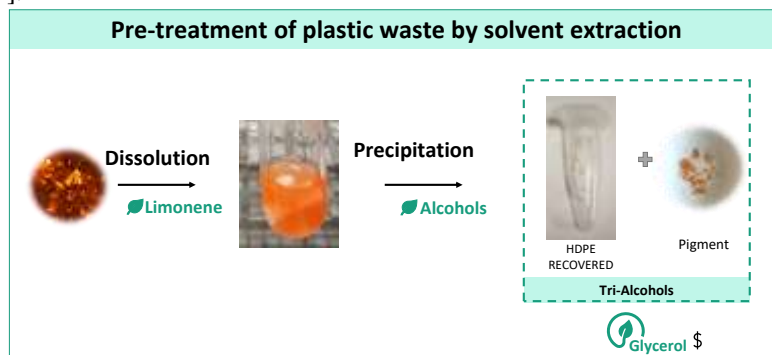 ].
Pre-treatment of plastic waste by solvent extraction
Dissolution
Limonene
Precipitation
Alcohols
HDPE
RECOVERED
Pigment
Tri-Alcohols
Glycerol $